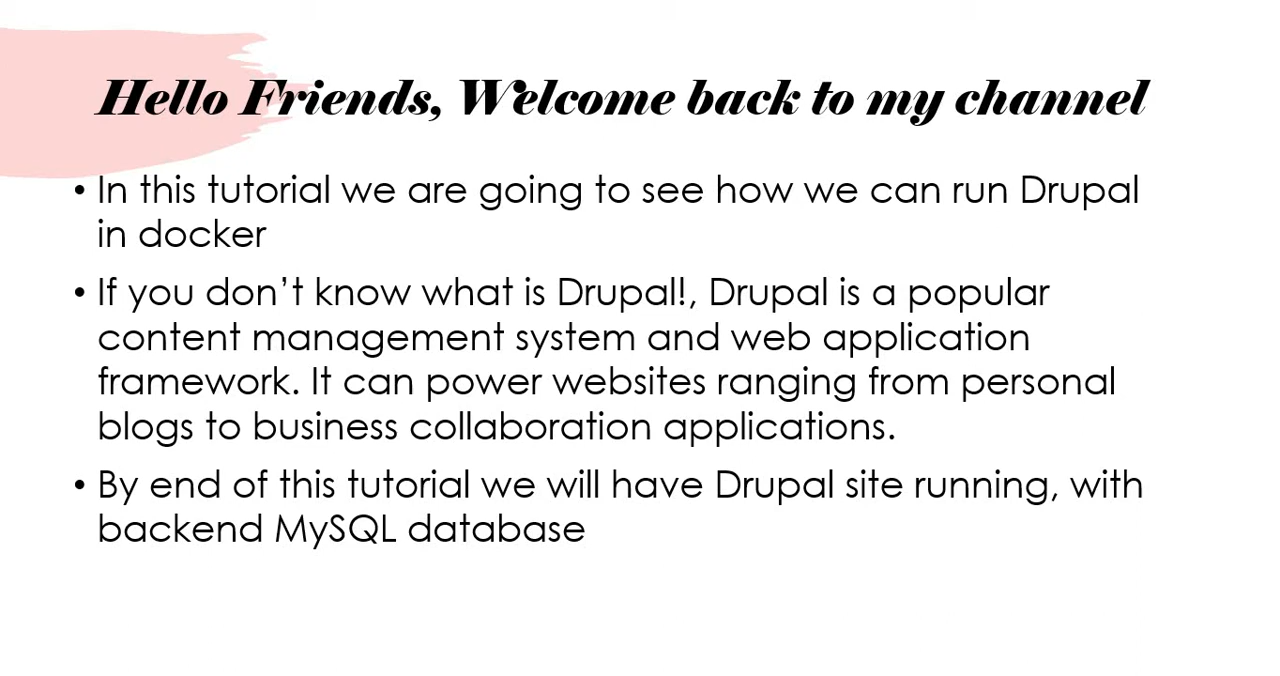 Hello Friends, Welcome back to my channel
• In this tutorial we are going to see how we can run Drupal
in docker
• If you don’t know what is Drupal!, Drupal is a popular
content management system and web application
framework. It can power websites ranging from personal
blogs to business collaboration applications.
• By end of this tutorial we will have Drupal site running, with
backend MySQL database